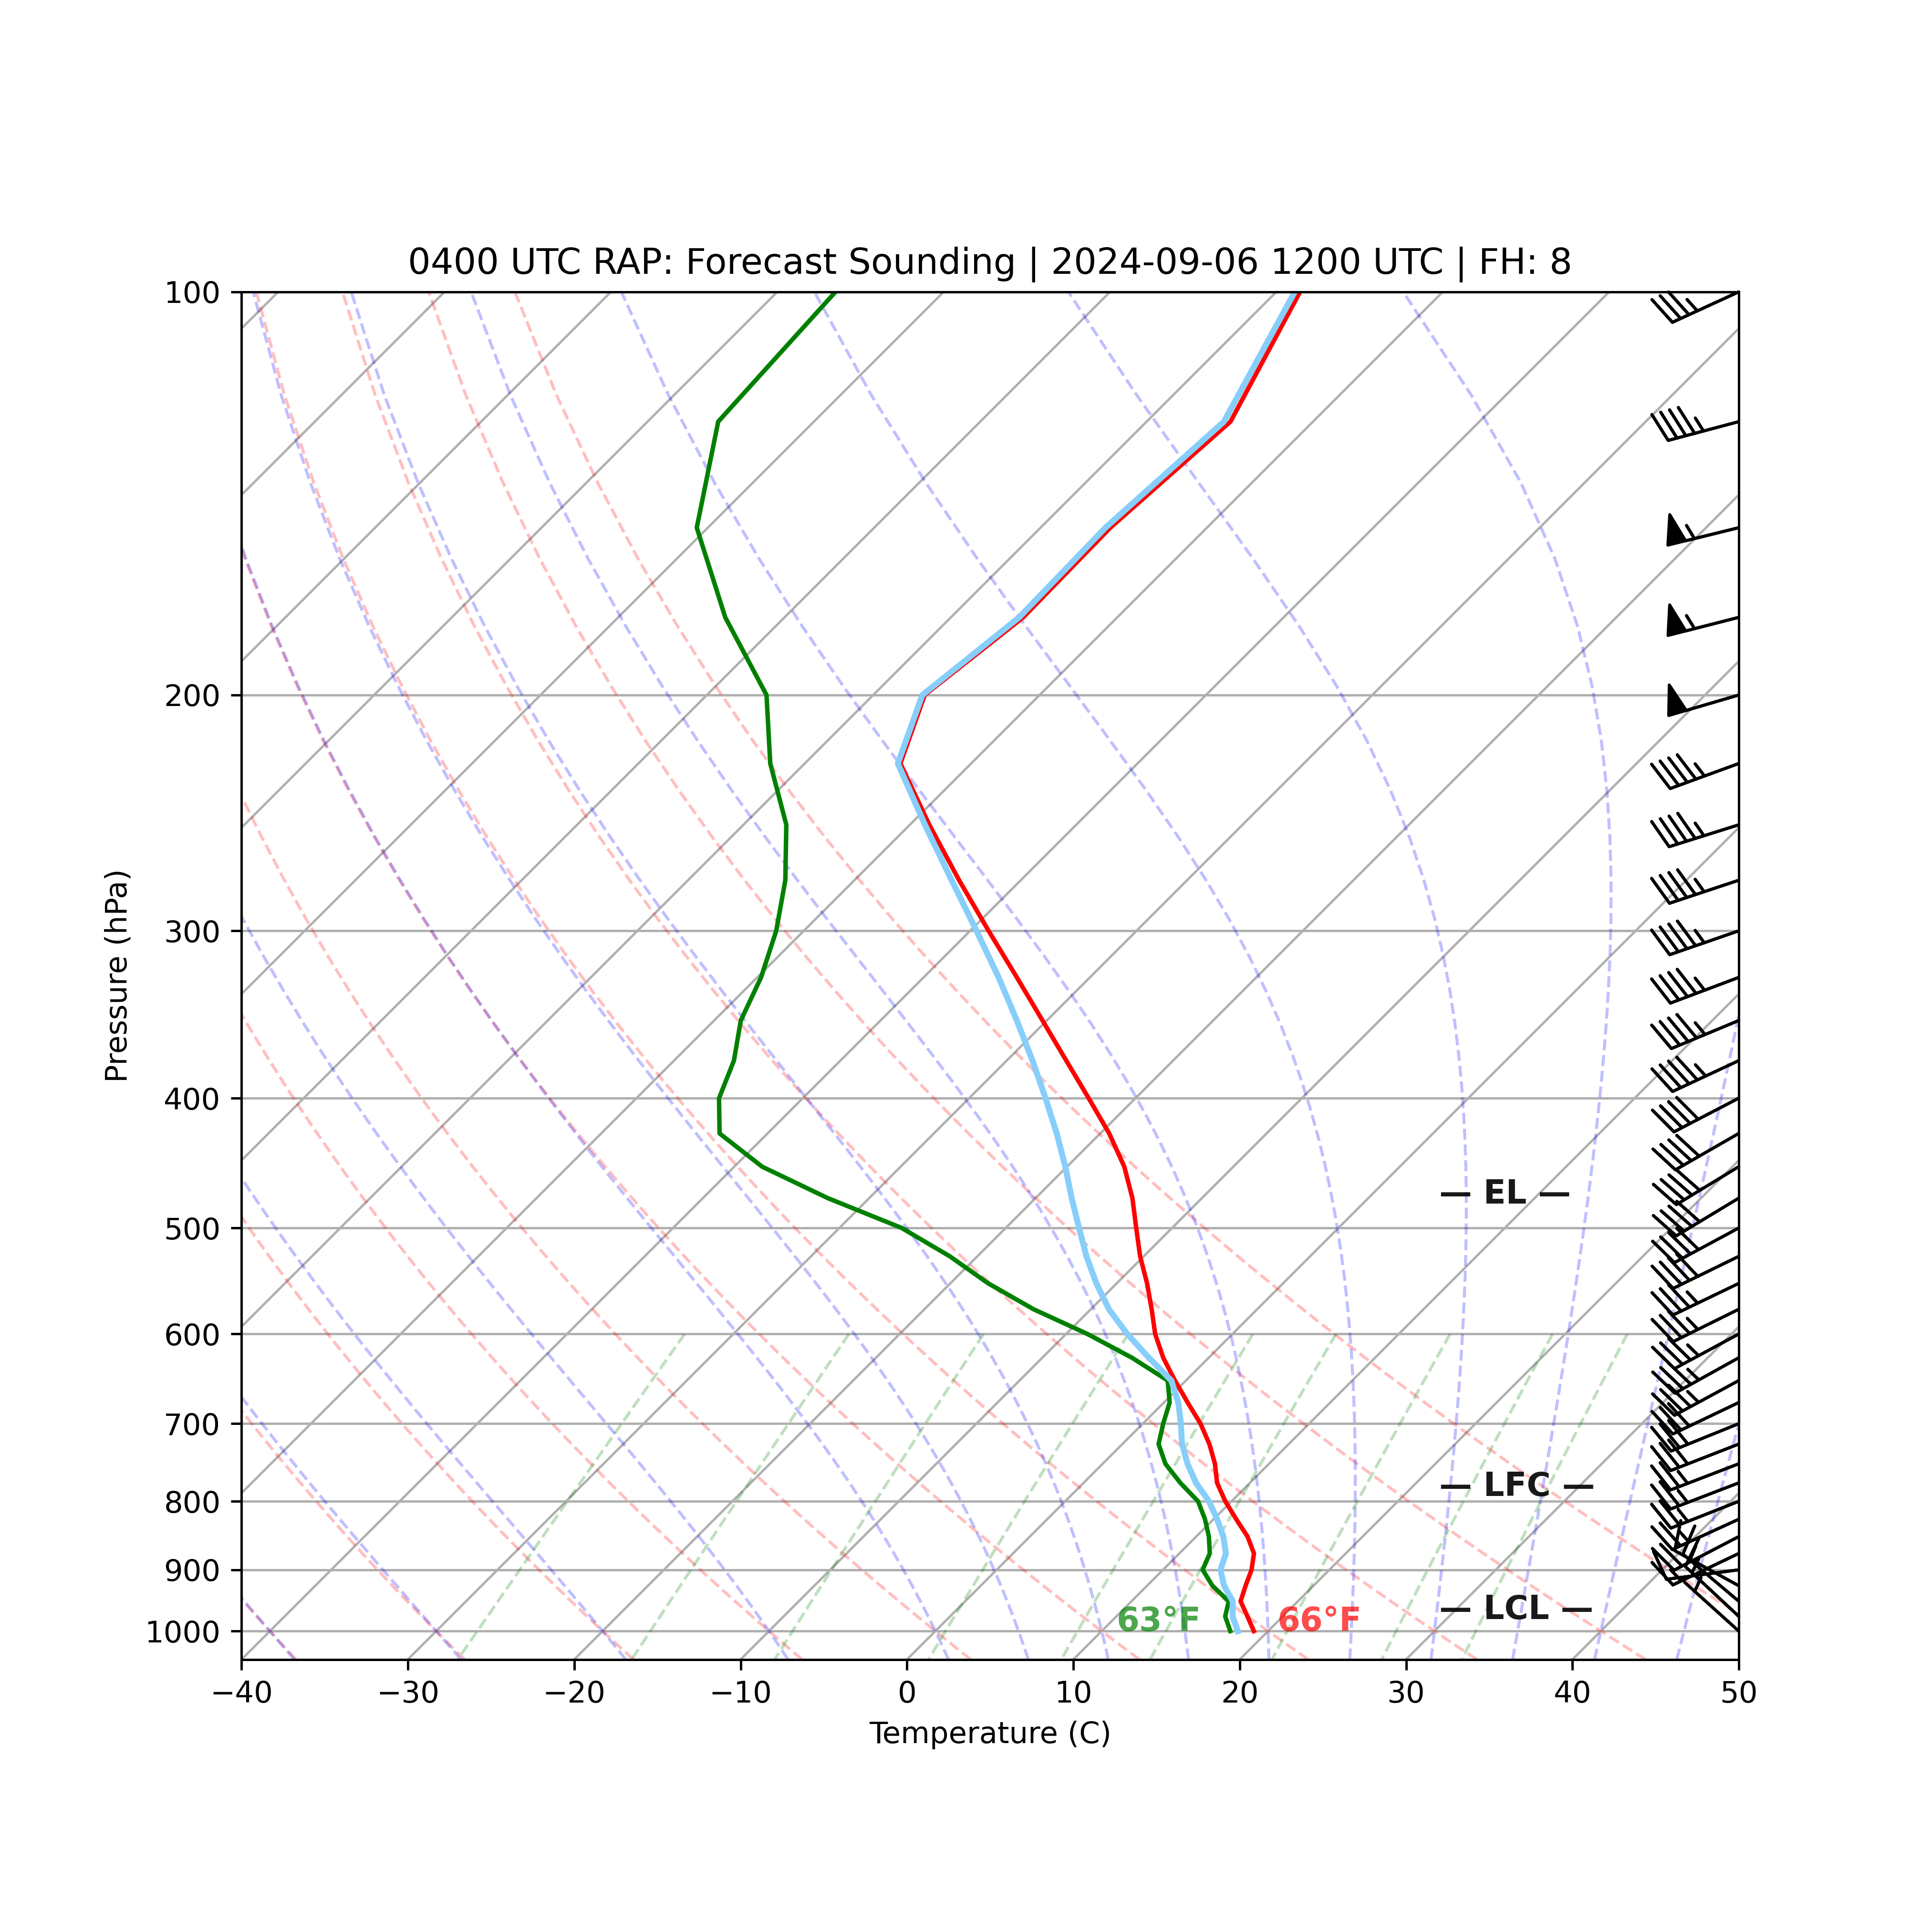 0400 UTC RAP: Forecast Sounding | 2024-09-06 1200 UTC | FH: 8
100
200
300
400
500
600
700
800
900
1000
Pressure (hPa)
— EL —
— LFC —
— LCL —
63°F 66°F
−40 −30 −20 −10 0 10 20 30 40 50
Temperature (C)